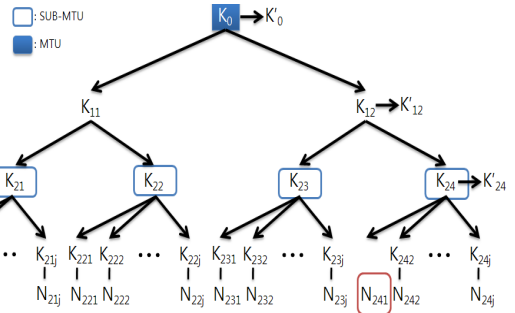 K0 → K'0
: SUB-MTU
: MTU
K11 K12 → K'12
K21 K22 K23 K24 → K'24
·· K21j K221 K222 ··· K22j K231 K232 ··· K23j K242 ··· K24j
N21j N221 N222 N22j N231 N232 N23j N241 N242 N24j